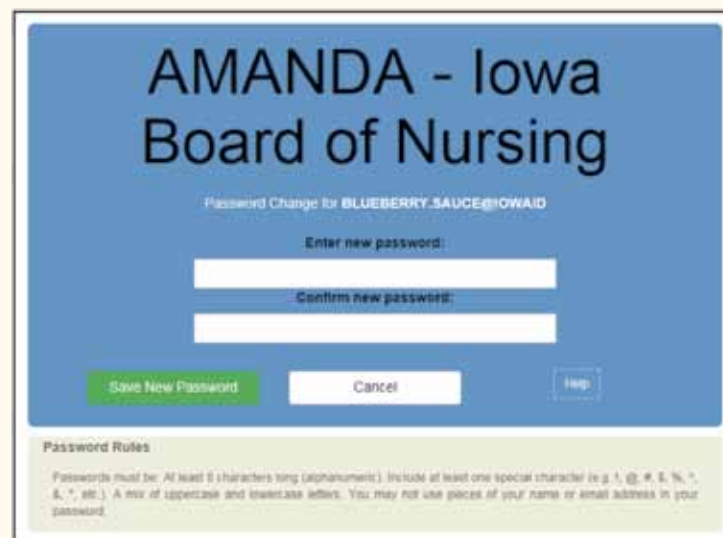 AMANDA - Iowa
Board of Nursing
Password Change for BLUEBERRY.SAUCE@IOWAID
Enter new password:
Confirm new password:
Save New Password
Cancel
Help
Password Rules
Passwords must be: At least 8 characters long (alphanumeric). Include at least one special character (e.g. !, @, #, $, %, ^,
&, *, etc.). A mix of uppercase and lowercase letters. You may not use pieces of your name or email address in your
password.